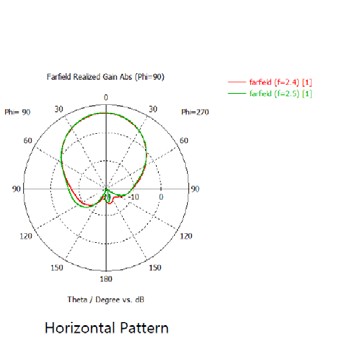 Farfield Realized Gain Abs (Phi=90)
farfield (f=2.4) [1]
farfield (f=2.5) [1]
0
Phi= 90
30
30
Phi=270
60
60
90
-10
0
90
120
120
150
150
180
Theta / Degree vs. dB
Horizontal Pattern